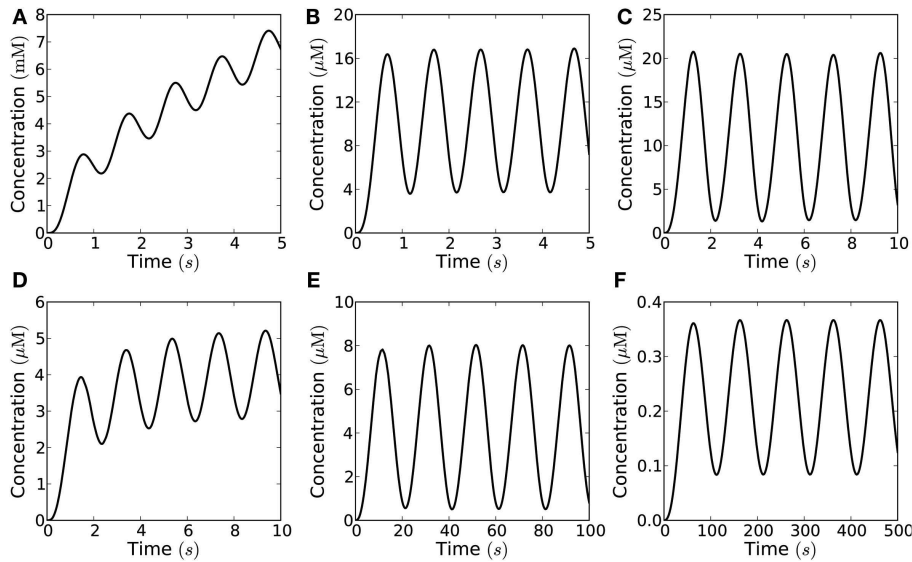 A
Concentration (mM)
8
7
6
5
4
3
2
1
0
0 1 2 3 4 5
Time (s)
B
Concentration (μM)
20
16
12
8
4
0
0 1 2 3 4 5
Time (s)
C
Concentration (μM)
25
20
15
10
5
0
0 2 4 6 8 10
Time (s)
D
Concentration (μM)
6
5
4
3
2
1
0
0 2 4 6 8 10
Time (s)
E
Concentration (μM)
10
8
6
4
2
0
0 20 40 60 80 100
Time (s)
F
Concentration (μM)
0.4
0.3
0.2
0.1
0.0
0 100 200 300 400 500
Time (s)